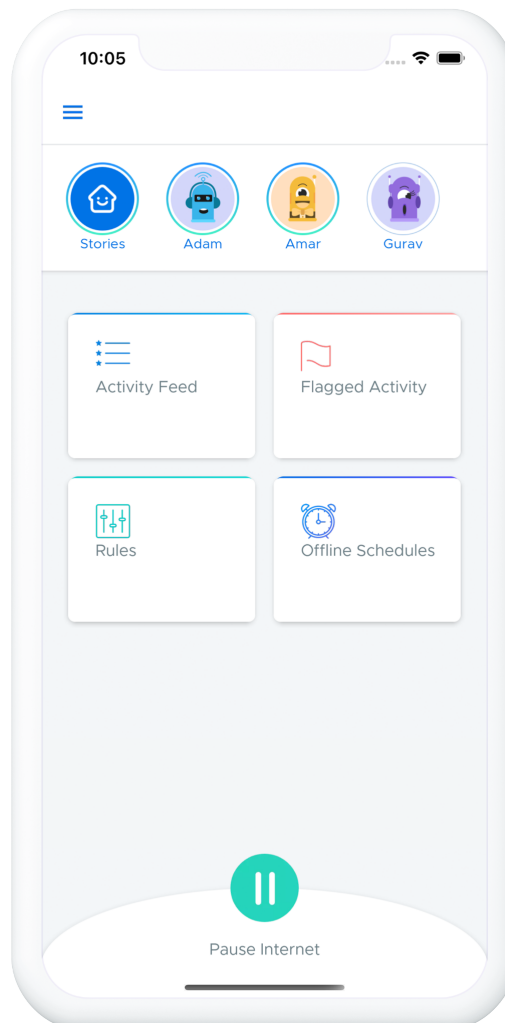 10:05
Stories Adam Amar Gurav
Activity Feed Flagged Activity
Rules Offline Schedules
Pause Internet